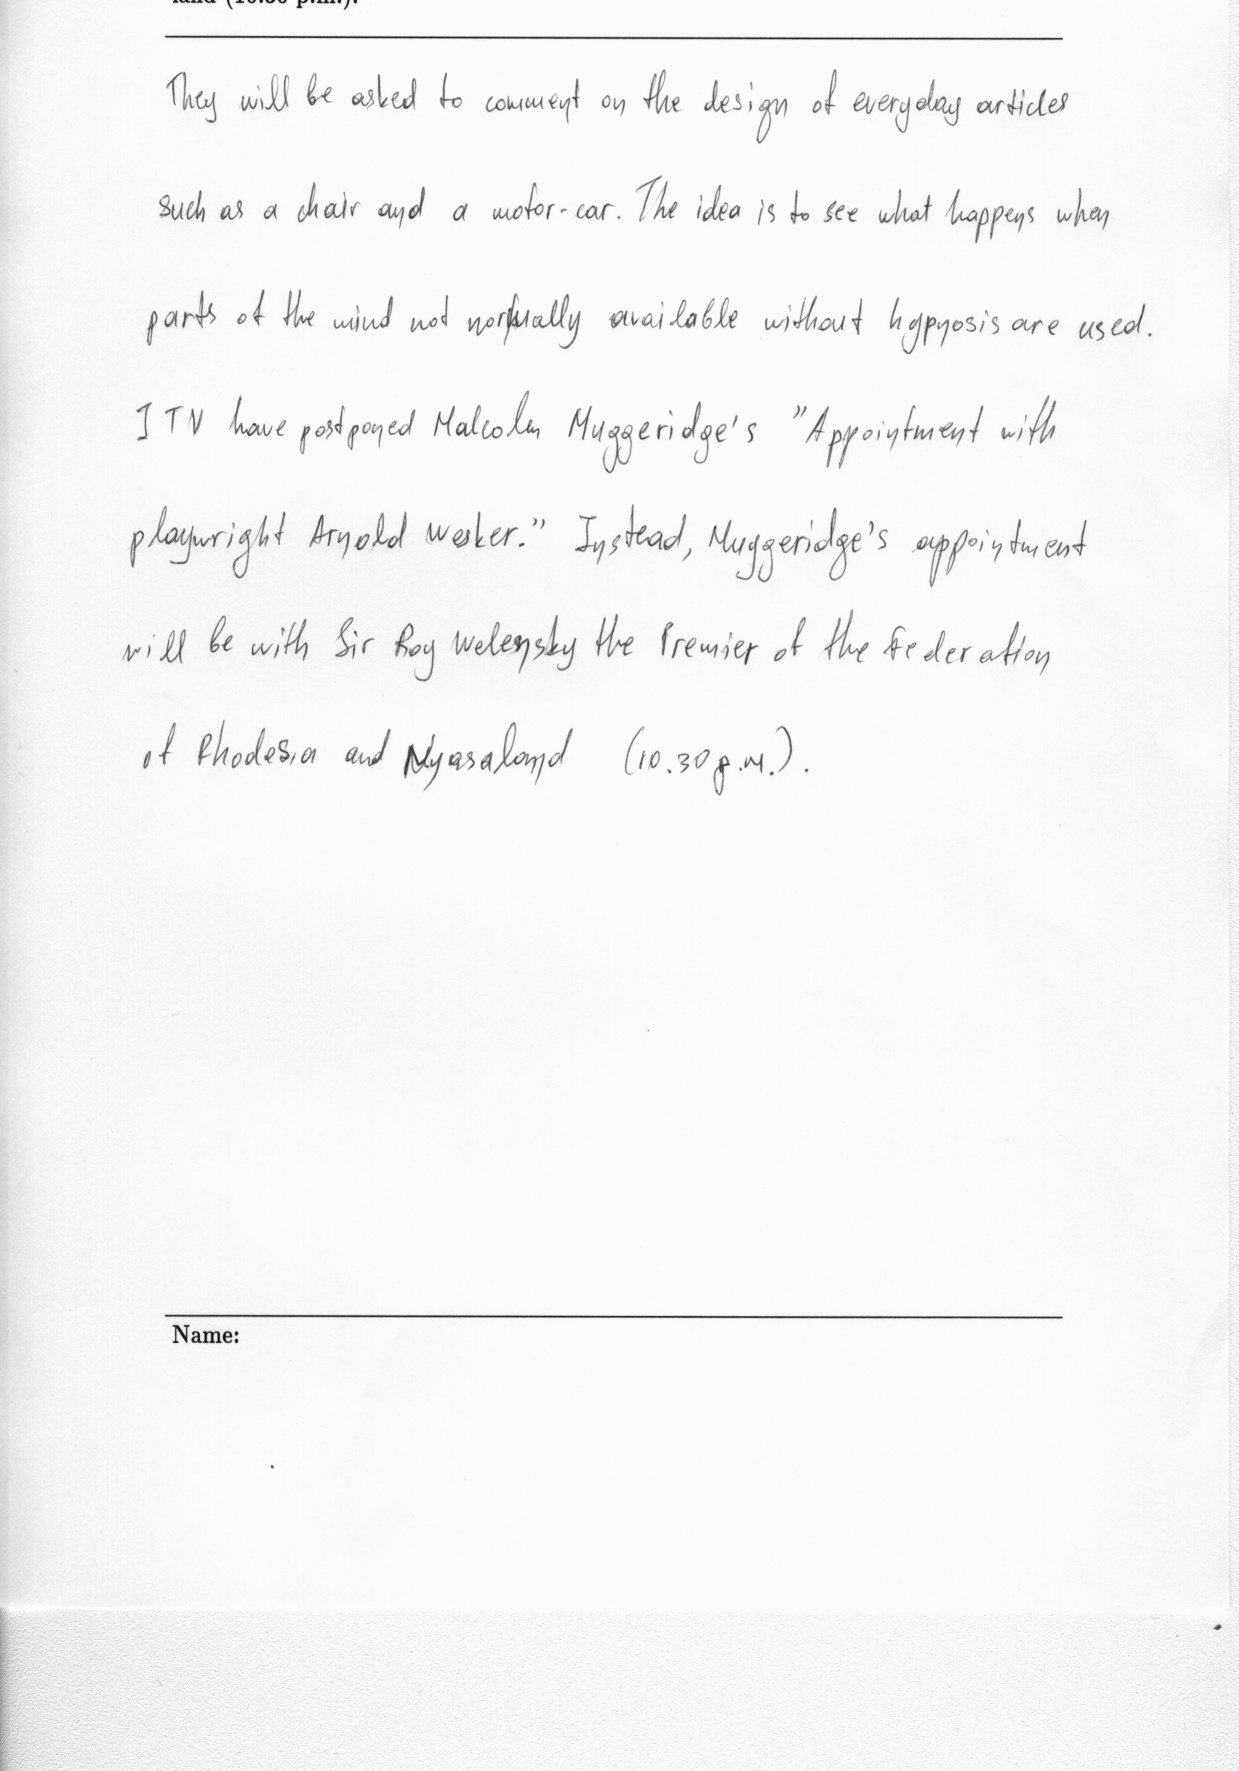 land (10.30 p.m.).
They will be asked to comment on the design of everyday articles
such as a chair and a motor-car. The idea is to see what happens when
parts of the mind not normally available without hypnosis are used.
ITV have postponed Malcolm Muggeridge's "Appointment with
playwright Arnold Wesker." Instead, Muggeridge's appointment
will be with Sir Roy Welensky the Premier of the Federation
of Rhodesia and Nyasaland (10.30 p.m.).
Name: